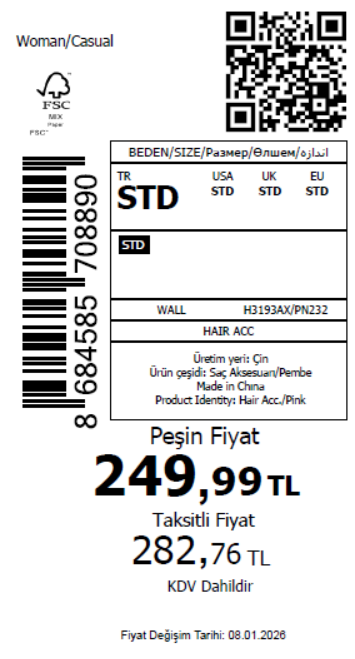 Woman/Casual
FSC
MIX
Paper
FSC™
BEDEN/SIZE/Размер/Өлшем/اندازه
TR USA UK EU
STD STD STD STD
STD
8 684585 708890
WALL H3193AX/PN232
HAIR ACC
Üretim yeri: Çin
Ürün çeşidi: Saç Aksesuarı/Pembe
Made in China
Product Identity: Hair Acc./Pink
Peşin Fiyat
249,99 TL
Taksitli Fiyat
282,76 TL
KDV Dahildir
Fiyat Değişim Tarihi: 08.01.2026